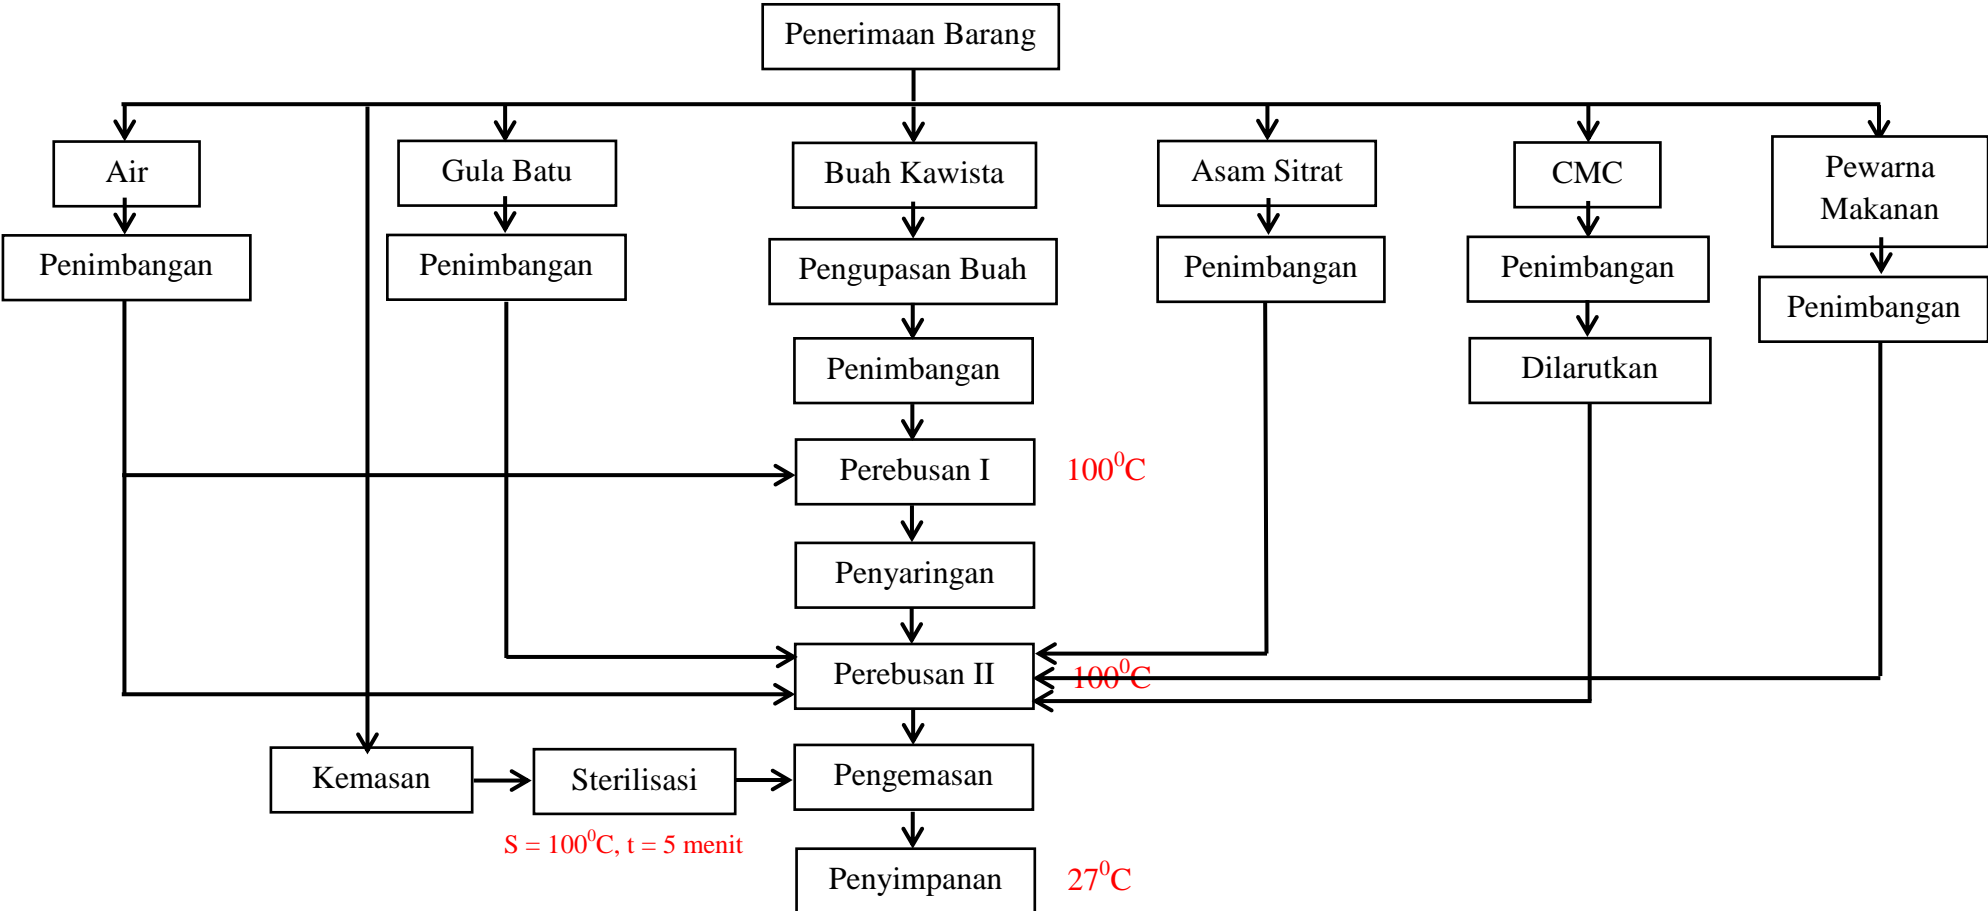 Penerimaan Barang
Air
Gula Batu
Buah Kawista
Asam Sitrat
CMC
Pewarna
Makanan
Penimbangan
Penimbangan
Pengupasan Buah
Penimbangan
Penimbangan
Penimbangan
Penimbangan
Dilarutkan
Perebusan I
100⁰C
Penyaringan
Perebusan II
100⁰C
Kemasan
Sterilisasi
Pengemasan
S = 100⁰C, t = 5 menit
Penyimpanan
27⁰C